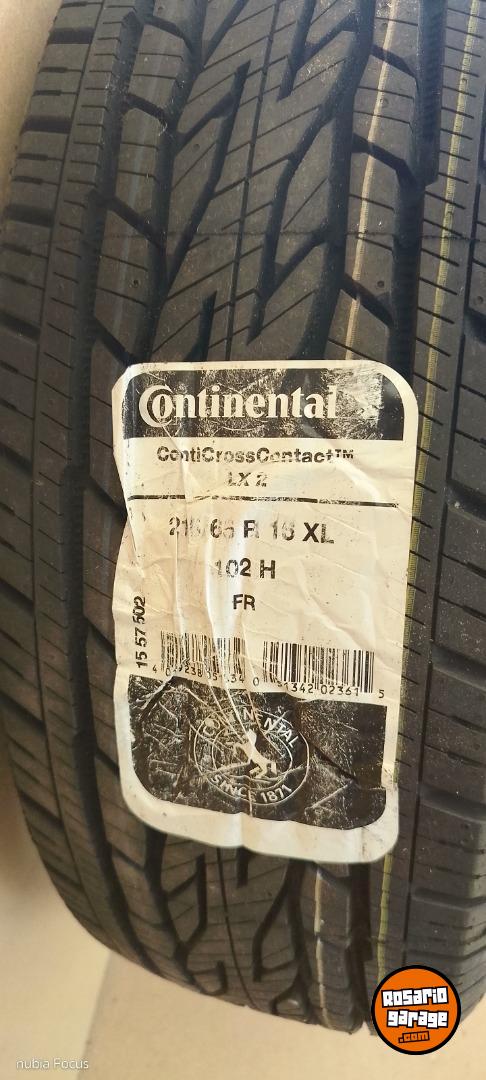 Continental
ContiCrossContact™
LX 2
215/65 R 16 XL
102 H
FR
15 57 502
CONTINENTAL
SINCE 1871
Rosario
garage
.com
nubia Focus